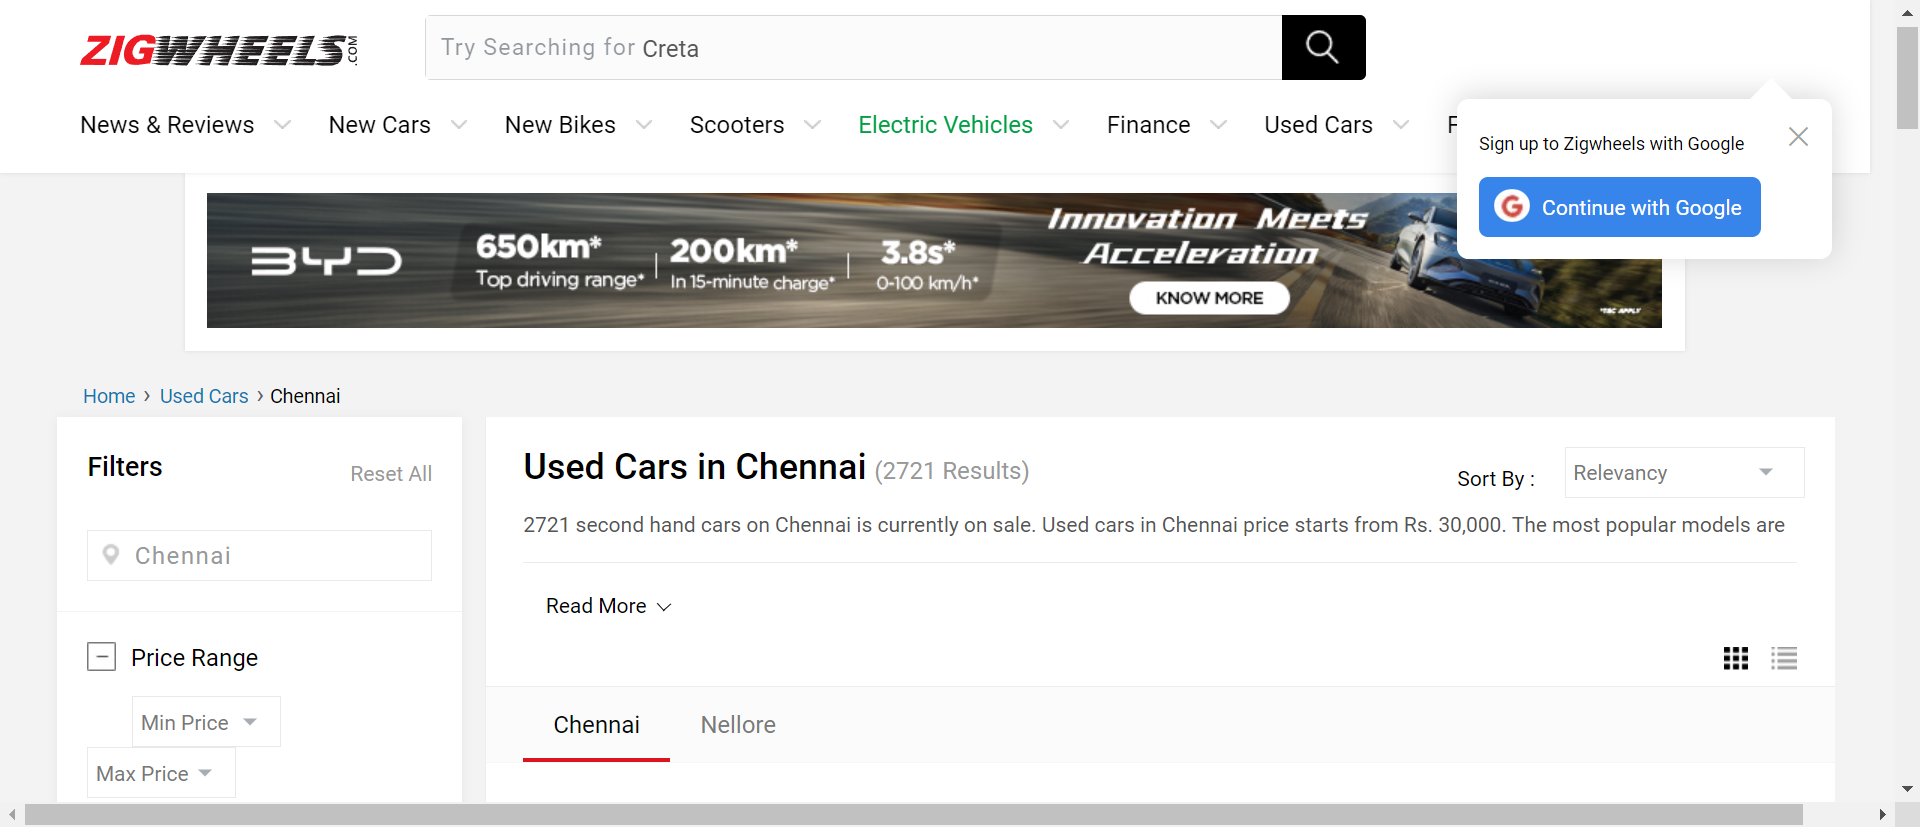 ZIGWHEELS.COM
Try Searching for Creta
News & Reviews New Cars New Bikes Scooters Electric Vehicles Finance Used Cars F
Sign up to Zigwheels with Google
Continue with Google
BYD
650km* 200km* 3.8s*
Top driving range* In 15-minute charge* 0-100 km/h*
Innovation Meets
Acceleration
KNOW MORE
*T&C APPLY
Home › Used Cars › Chennai
Filters
Reset All
Chennai
Price Range
Min Price
Max Price
Used Cars in Chennai (2721 Results)
Sort By : Relevancy
2721 second hand cars on Chennai is currently on sale. Used cars in Chennai price starts from Rs. 30,000. The most popular models are
Read More
Chennai Nellore